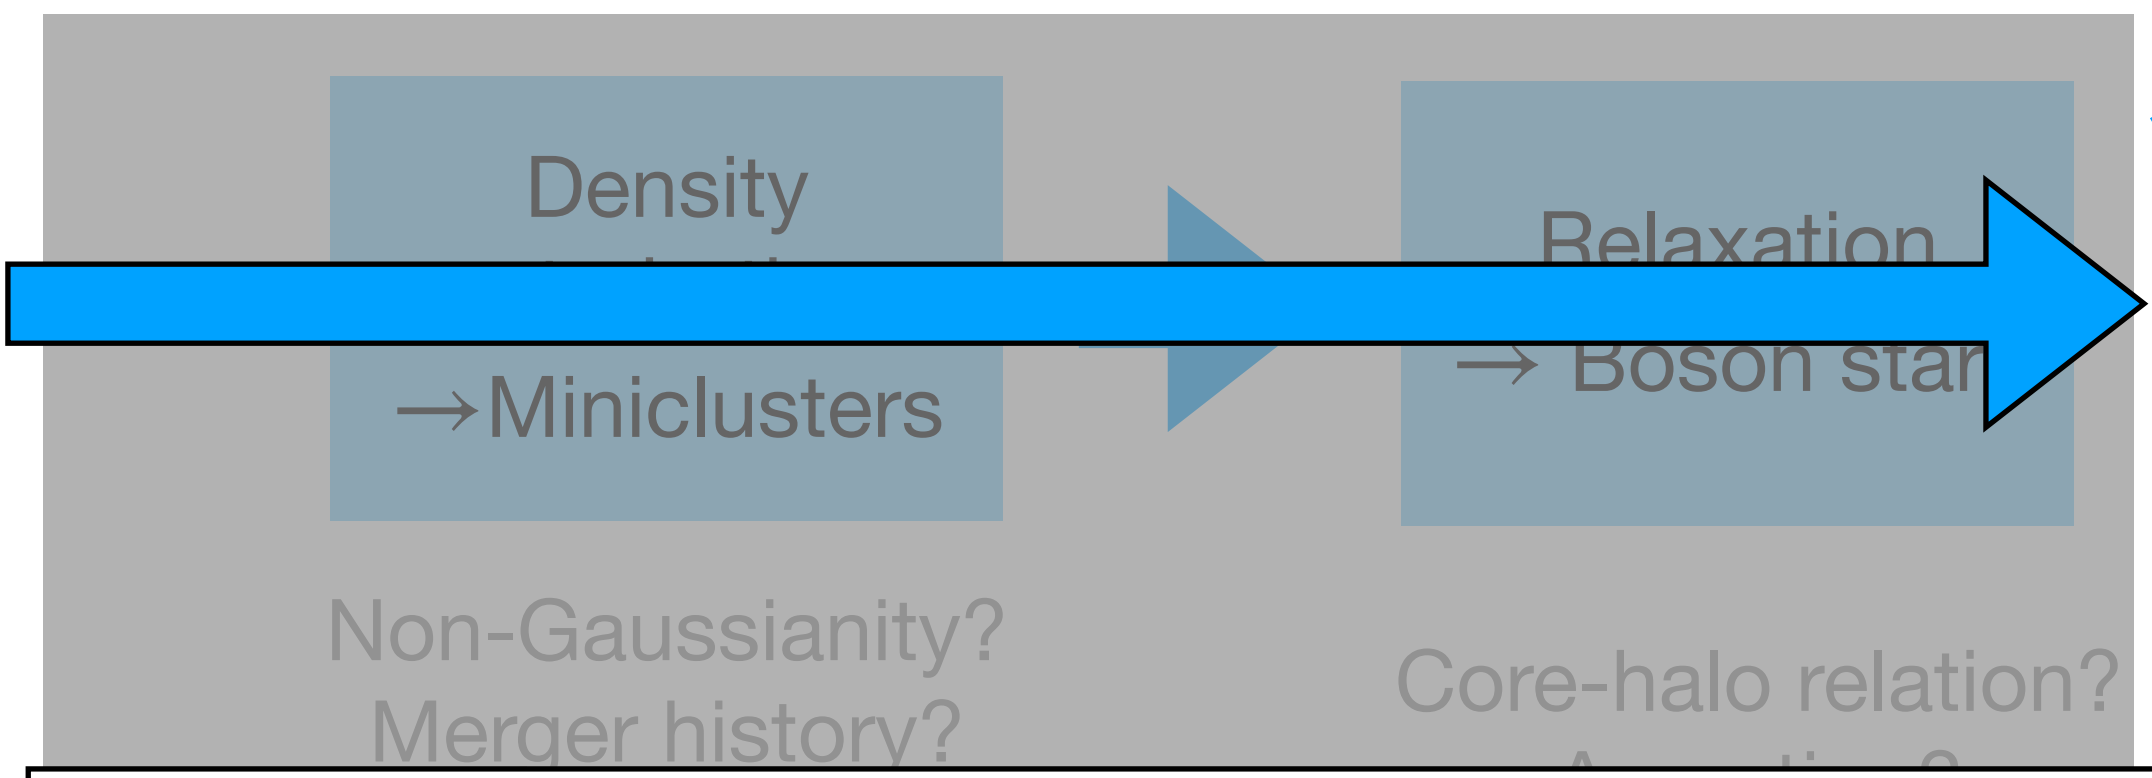 Density
→Miniclusters
Relaxation
→ Boson star
Non-Gaussianity?
Merger history?
Core-halo relation?